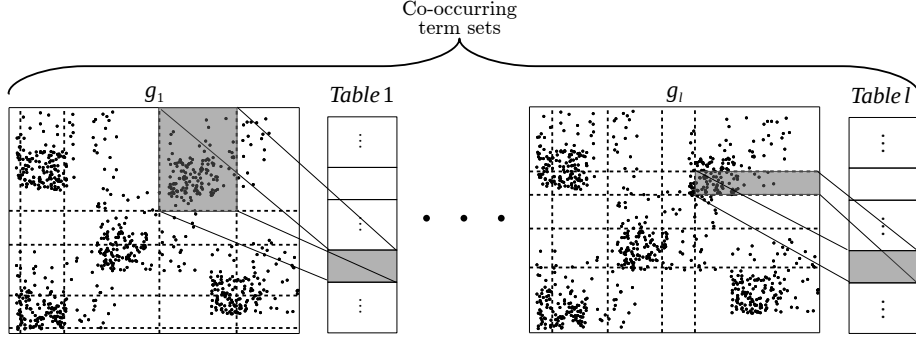 Co-occurring
term sets
g1
Table 1
gl
Table l